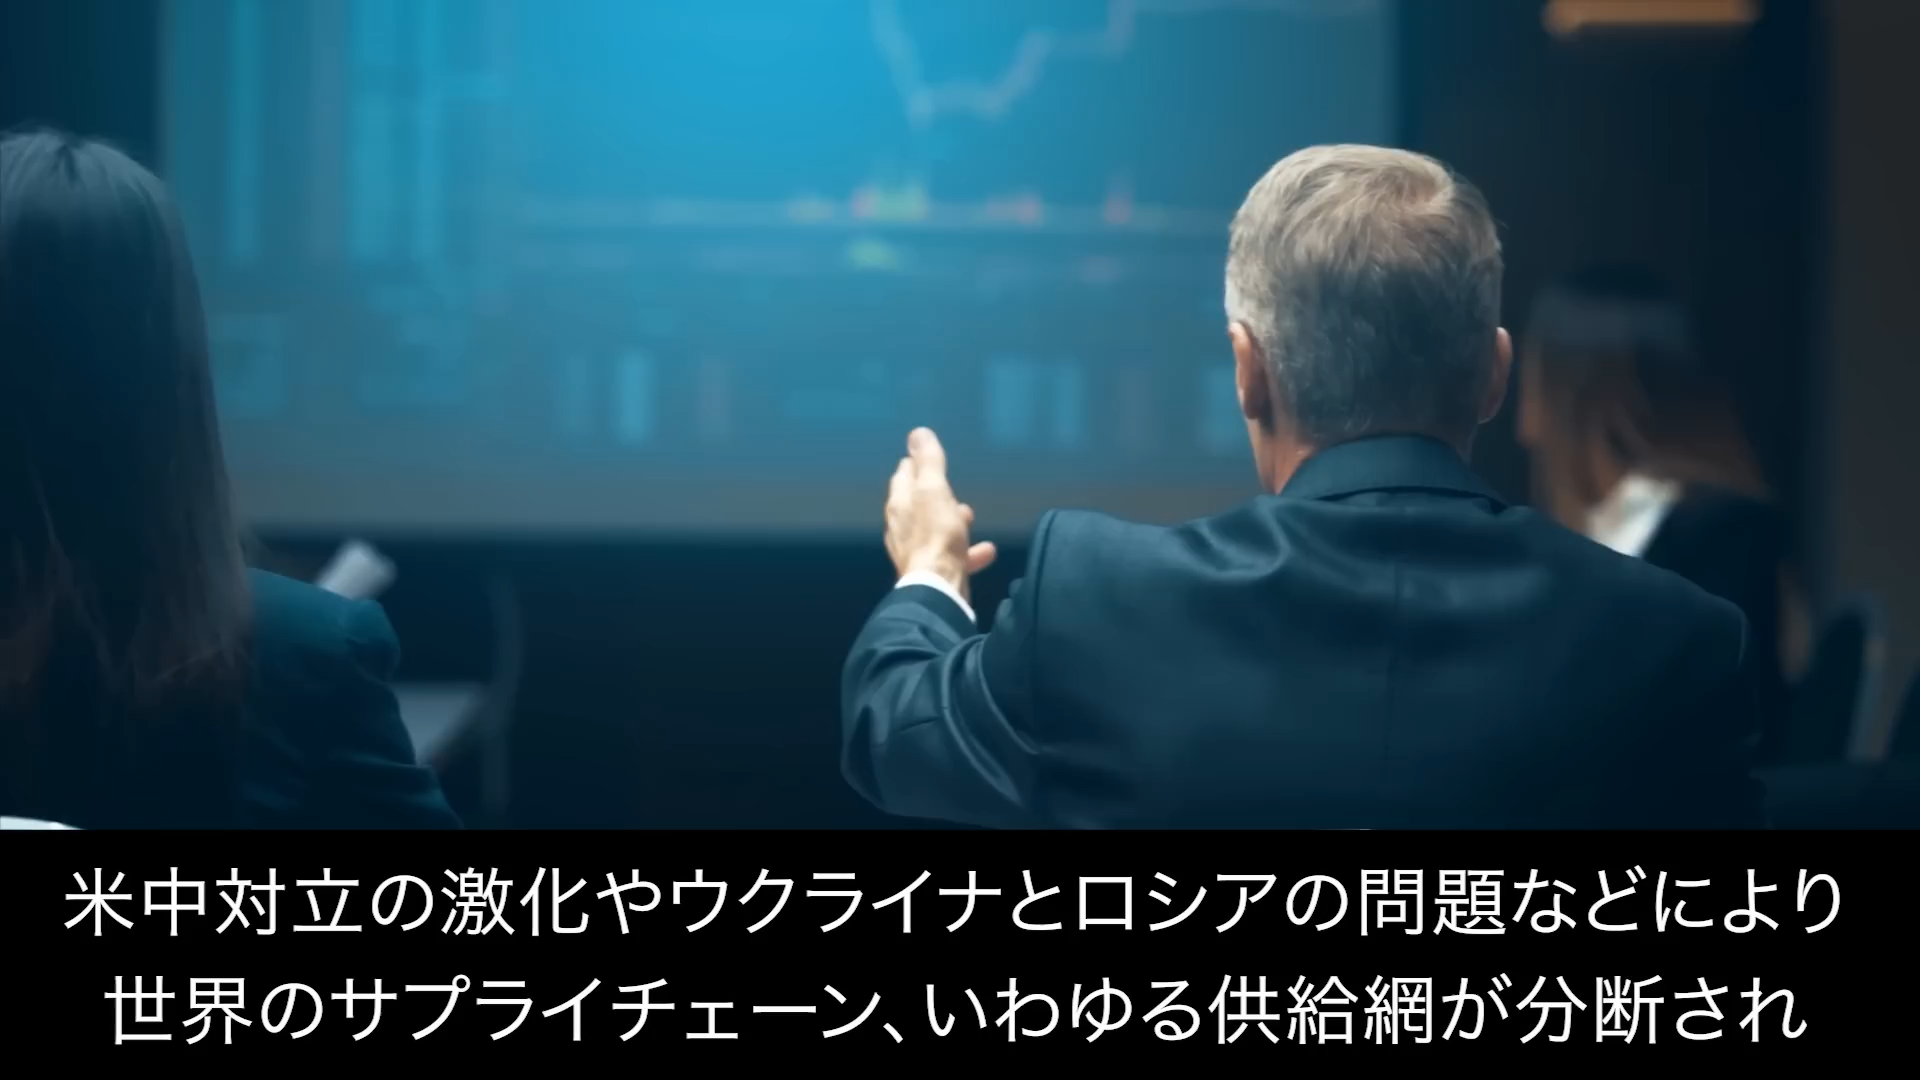 米中対立の激化やウクライナとロシアの問題などにより
世界のサプライチェーン、いわゆる供給網が分断され